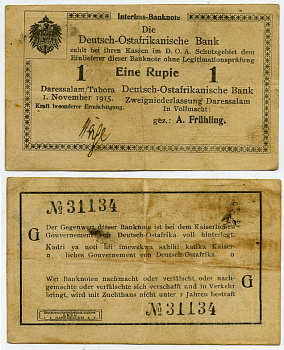 Interims-Banknote
Die
Deutsch-Ostafrikanische Bank
zahlt bei ihren Kassen im D. O. A. Schutzgebiet dem
Einlieferer dieser Banknote ohne Legitimationsprüfung
1 Eine Rupie 1
Daressalam/Tabora Deutsch-Ostafrikanische Bank
1. November 1915. Zweigniederlassung Daressalam
Kraft besonderer Ermächtigung. In Vollmacht:
gez.: A. Frühling.
№ 31134
Der Gegenwert dieser Banknote ist bei dem Kaiserlichen
G Gouvernement von Deutsch-Ostafrika voll hinterlegt.
Kadri ya noti hii imewekwa sahihi katika Kaiser-
o liches Gouvernement von Deutsch-Ostafrika o
Wer Banknoten nachmacht oder verfälscht, oder nach-
gemachte oder verfälschte sich verschafft und in Verkehr
bringt, wird mit Zuchthaus nicht unter 2 Jahren bestraft
G
№ 31134